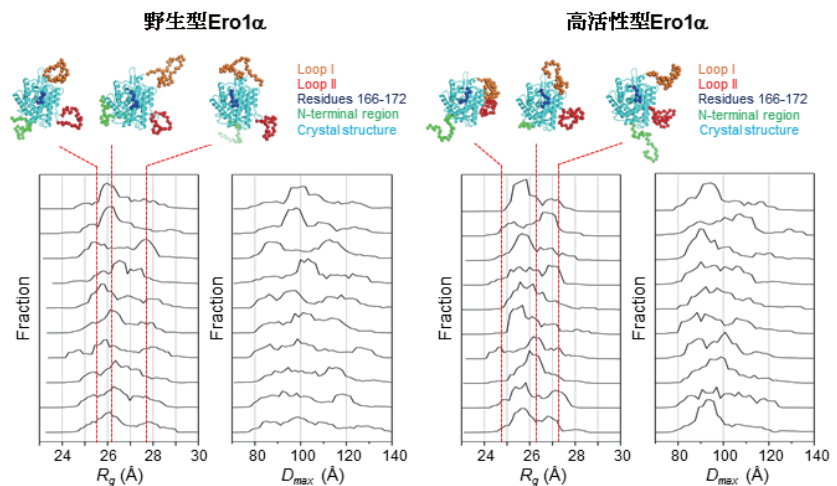 野生型Ero1α
高活性型Ero1α
Loop I
Loop II
Residues 166-172
N-terminal region
Crystal structure
Loop I
Loop II
Residues 166-172
N-terminal region
Crystal structure
Fraction
Fraction
Fraction
Fraction
24 26 28 30
80 100 120 140
24 26 28 30
80 100 120 140
Rg (Å)
Dmax (Å)
Rg (Å)
Dmax (Å)